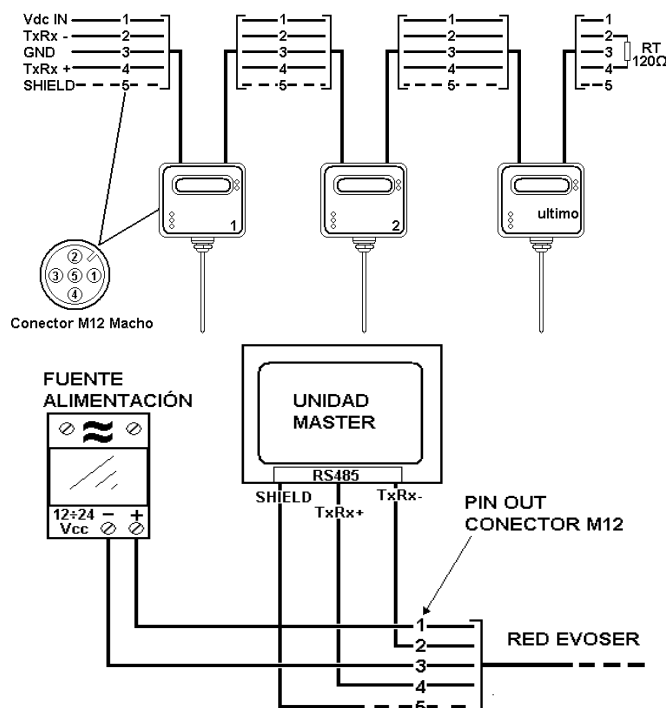 Vdc IN 1 1 1 1
TxRx - 2 2 2 2
GND 3 3 3 3
TxRx + 4 4 4 4
SHIELD 5 5 5 5
RT
120Ω
1
2
ultimo
2
3 5 1
4
Conector M12 Macho
FUENTE
ALIMENTACIÓN
12÷24 − +
Vcc
UNIDAD
MASTER
RS485
SHIELD
TxRx+
TxRx-
PIN OUT
CONECTOR M12
1
2
3
4
5
RED EVOSER